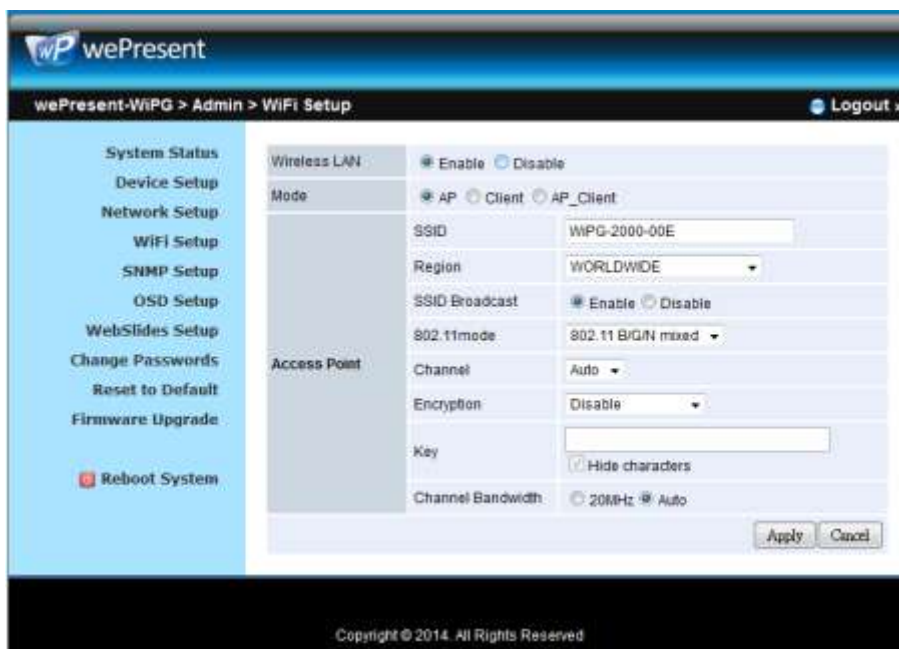 wP wePresent
wePresent-WiPG > Admin > WiFi Setup
Logout
System Status
Device Setup
Network Setup
WiFi Setup
SNMP Setup
OSD Setup
WebSlides Setup
Change Passwords
Reset to Default
Firmware Upgrade
Reboot System
Wireless LAN Enable Disable
Mode AP Client AP_Client
Access Point
SSID WiPG-2000-00E
Region WORLDWIDE
SSID Broadcast Enable Disable
802.11mode 802.11 B/G/N mixed
Channel Auto
Encryption Disable
Key
Hide characters
Channel Bandwidth 20MHz Auto
Apply Cancel
Copyright © 2014. All Rights Reserved